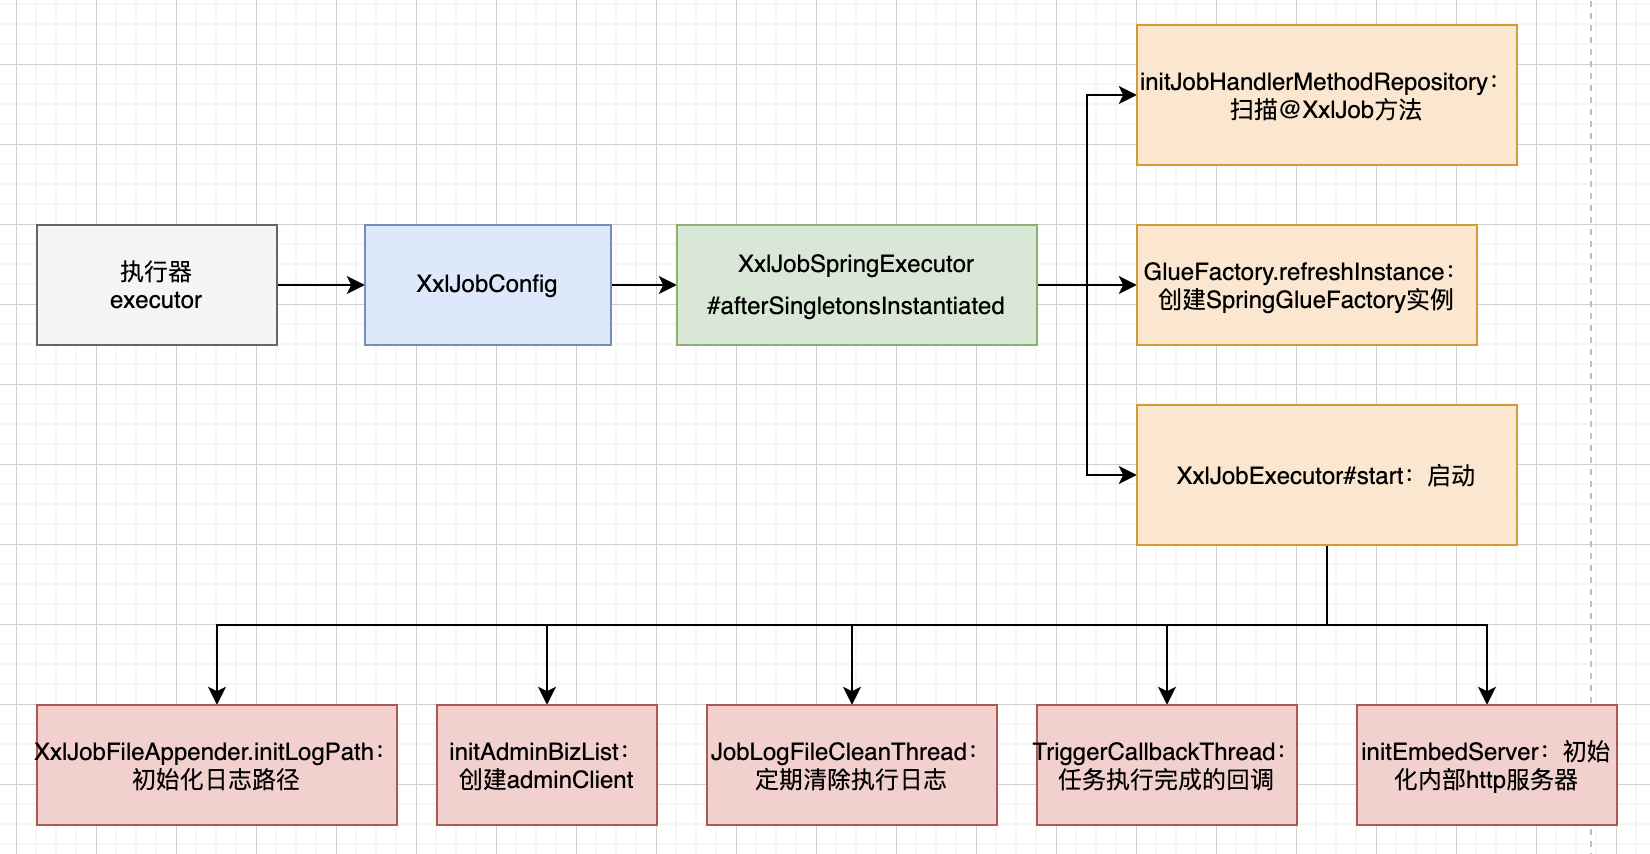 initJobHandlerMethodRepository：
扫描@XxlJob方法
执行器
executor
XxlJobConfig
XxlJobSpringExecutor
#afterSingletonsInstantiated
GlueFactory.refreshInstance：
创建SpringGlueFactory实例
XxlJobExecutor#start：启动
XxlJobFileAppender.initLogPath：
初始化日志路径
initAdminBizList：
创建adminClient
JobLogFileCleanThread：
定期清除执行日志
TriggerCallbackThread：
任务执行完成的回调
initEmbedServer：初始
化内部http服务器